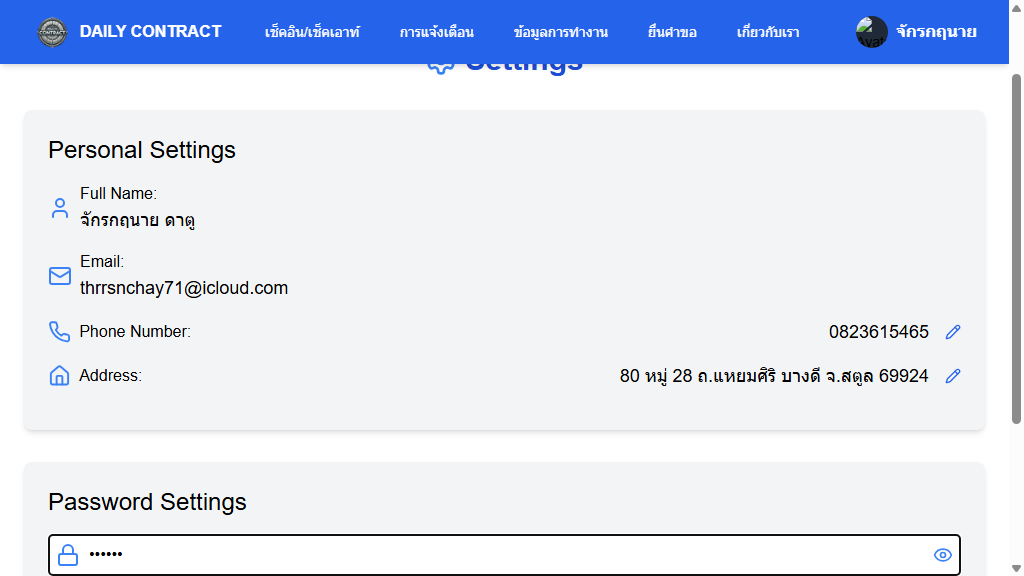 DAILY CONTRACT
เช็คอิน/เช็คเอาท์
การแจ้งเตือน
ข้อมูลการทำงาน
ยื่นคำขอ
เกี่ยวกับเรา
จักรกฤนาย
Settings
Personal Settings
Full Name:
จักรกฤนาย ดาตู
Email:
thrrsnchay71@icloud.com
Phone Number:
0823615465
Address:
80 หมู่ 28 ถ.แหยมศิริ บางดี จ.สตูล 69924
Password Settings
••••••